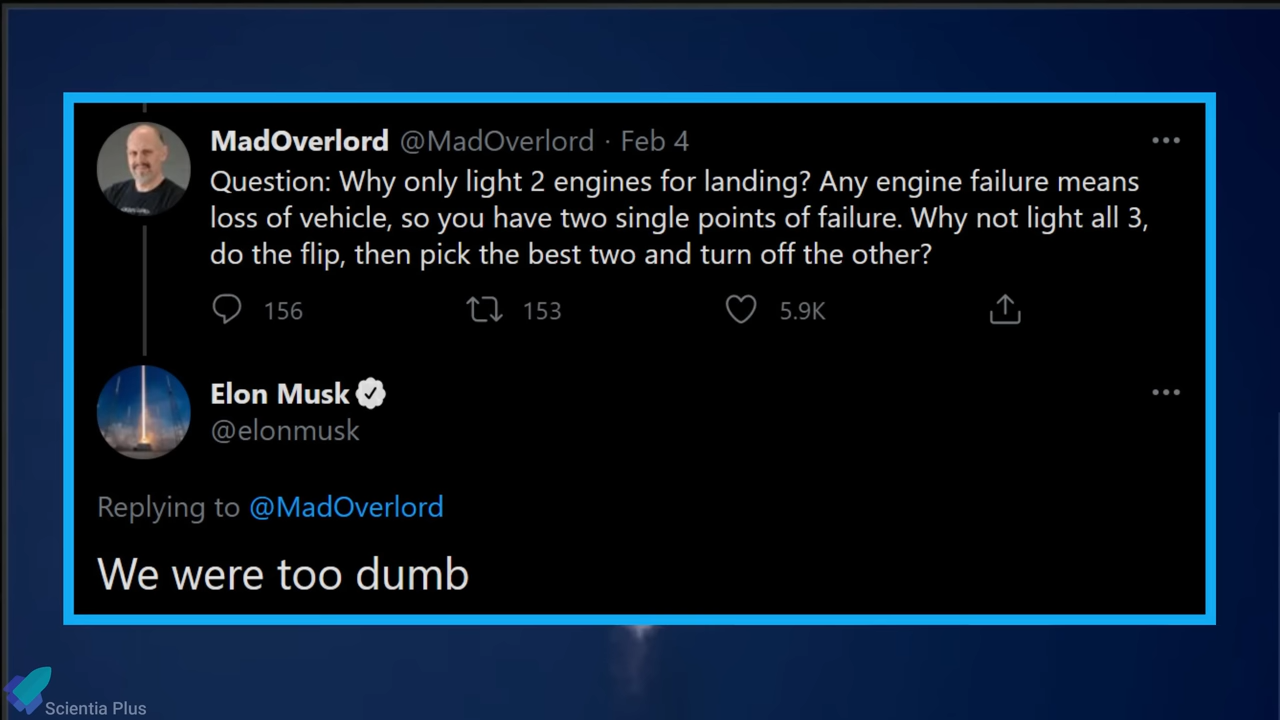 MadOverlord @MadOverlord · Feb 4
Question: Why only light 2 engines for landing? Any engine failure means
loss of vehicle, so you have two single points of failure. Why not light all 3,
do the flip, then pick the best two and turn off the other?
156 153 5.9K
Elon Musk
@elonmusk
Replying to @MadOverlord
We were too dumb
Scientia Plus